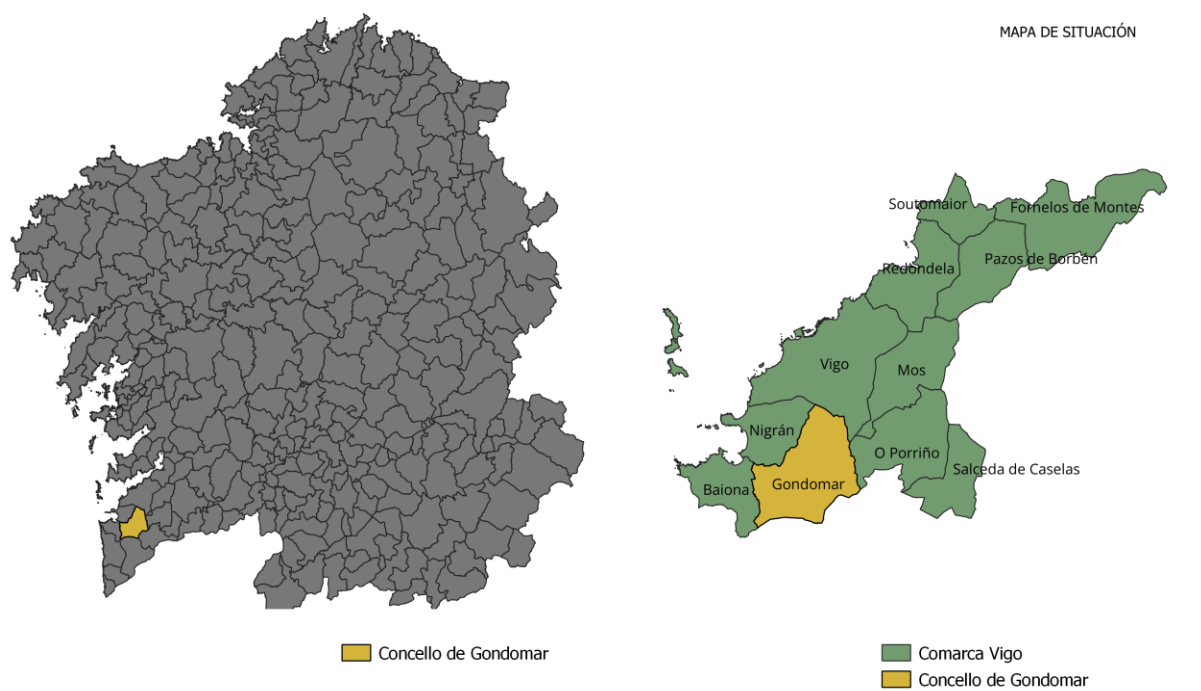 MAPA DE SITUACIÓN
Soutomaior
Fornelos de Montes
Redondela
Pazos de Borbén
Vigo
Mos
Nigrán
O Porriño
Salceda de Caselas
Baiona
Gondomar
Concello de Gondomar
Comarca Vigo
Concello de Gondomar